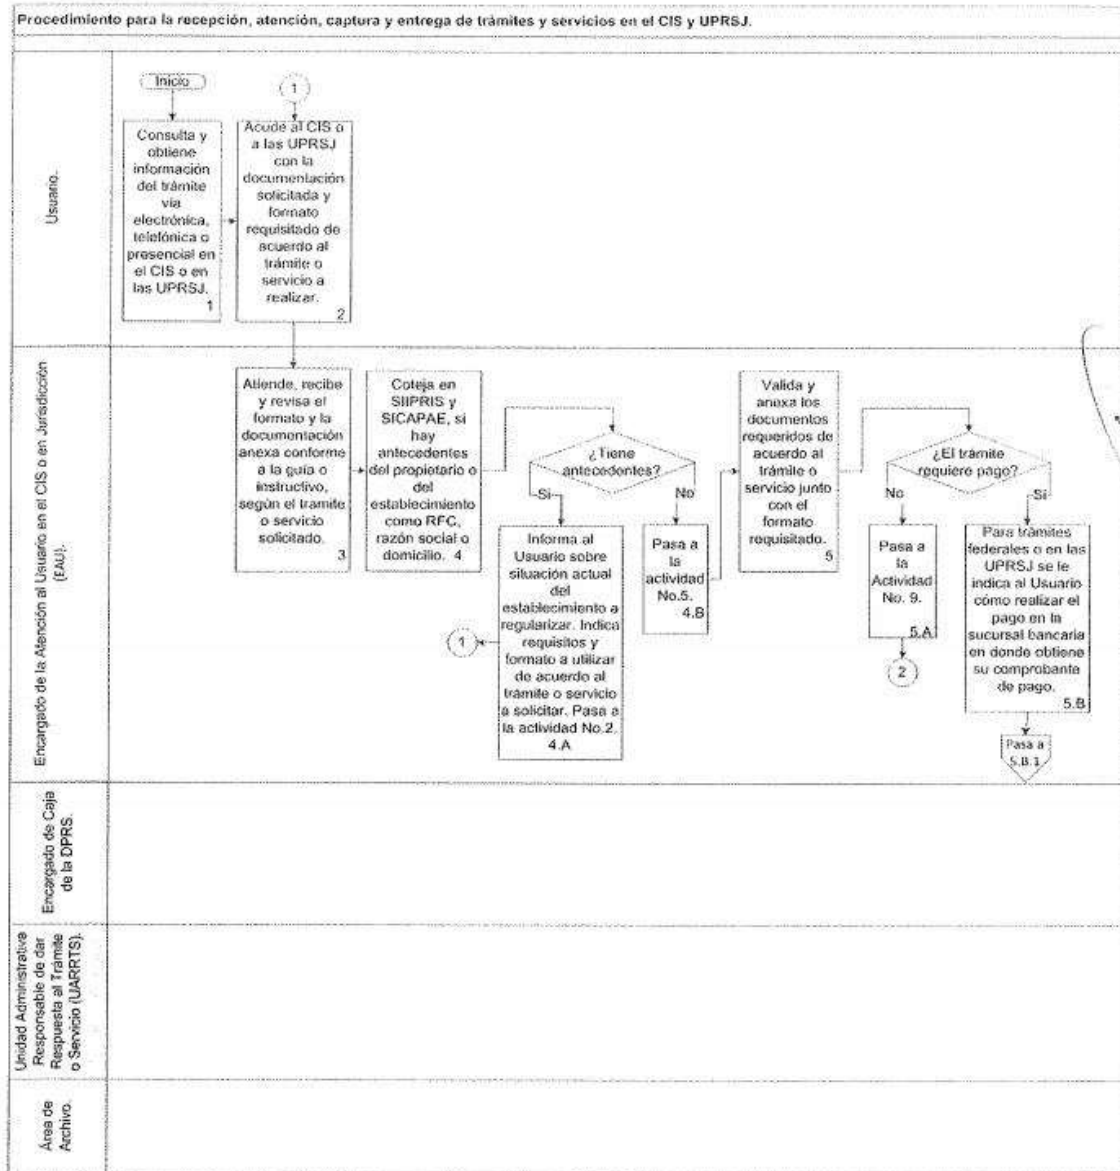 Procedimiento para la recepción, atención, captura y entrega de trámites y servicios en el CIS y UPRSJ.
Usuario.
Inicio
Consulta y
obtiene
información
del trámite
vía
electrónica,
telefónica o
presencial en
el CIS o en
las UPRSJ.
1
1
Acude al CIS o
a las UPRSJ
con la
documentación
solicitada y
formato
requisitado de
acuerdo al
trámite o
servicio a
realizar.
2
Encargado de la Atención al Usuario en el CIS o en Jurisdicción
(EAU).
Atiende, recibe
y revisa el
formato y la
documentación
anexa conforme
a la guía o
instructivo,
según el tramite
o servicio
solicitado.
3
Coteja en
SIIPRIS y
SICAPAE, si
hay
antecedentes
del propietario o
del
establecimiento
como RFC,
razón social o
domicilio. 4
¿Tiene
antecedentes?
Si
No
Informa al
Usuario sobre
situación actual
del
establecimiento a
regularizar. Indica
requisitos y
formato a utilizar
de acuerdo al
trámite o servicio
a solicitar. Pasa a
la actividad No.2.
4.A
1
Pasa a
la
actividad
No.5.
4.B
Valida y
anexa los
documentos
requeridos de
acuerdo al
trámite o
servicio junto
con el
formato
requisitado.
5
¿El trámite
requiere pago?
No
Si
Pasa a
la
Actividad
No. 9.
5.A
2
Para trámites
federales o en las
UPRSJ se le
indica al Usuario
cómo realizar el
pago en la
sucursal bancaria
en donde obtiene
su comprobante
de pago.
5.B
Pasa a
5.B.1
Encargado de Caja
de la DPRS.
Unidad Administrativa
Responsable de dar
Respuesta al Trámite
o Servicio (UARRTS).
Área de
Archivo.